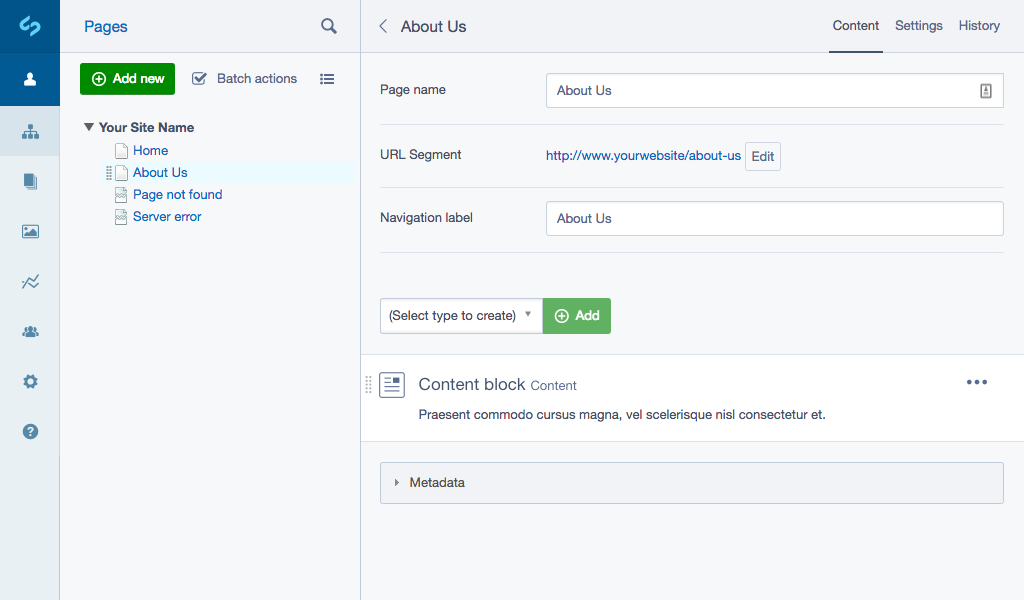 Pages
About Us
Content Settings History
Add new Batch actions
Your Site Name
Home
About Us
Page not found
Server error
Page name About Us
URL Segment http://www.yourwebsite/about-us Edit
Navigation label About Us
(Select type to create) Add
Content block Content
Praesent commodo cursus magna, vel scelerisque nisl consectetur et.
Metadata